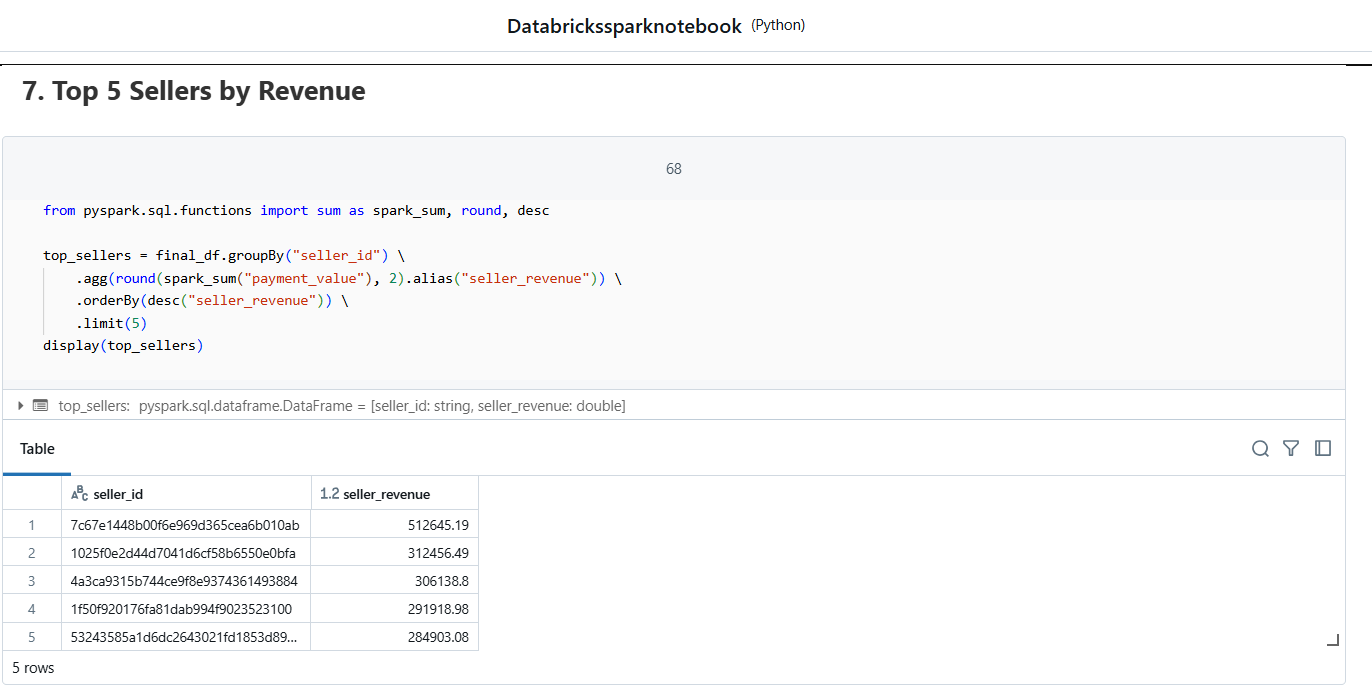 Databrickssparknotebook (Python)
7. Top 5 Sellers by Revenue
68
from pyspark.sql.functions import sum as spark_sum, round, desc
top_sellers = final_df.groupBy("seller_id") \
.agg(round(spark_sum("payment_value"), 2).alias("seller_revenue")) \
.orderBy(desc("seller_revenue")) \
.limit(5)
display(top_sellers)
top_sellers: pyspark.sql.dataframe.DataFrame = [seller_id: string, seller_revenue: double]
Table
ABC seller_id 1.2 seller_revenue
1 7c67e1448b00f6e969d365cea6b010ab 512645.19
2 1025f0e2d44d7041d6cf58b6550e0bfa 312456.49
3 4a3ca9315b744ce9f8e9374361493884 306138.8
4 1f50f920176fa81dab994f9023523100 291918.98
5 53243585a1d6dc2643021fd1853d89... 284903.08
5 rows